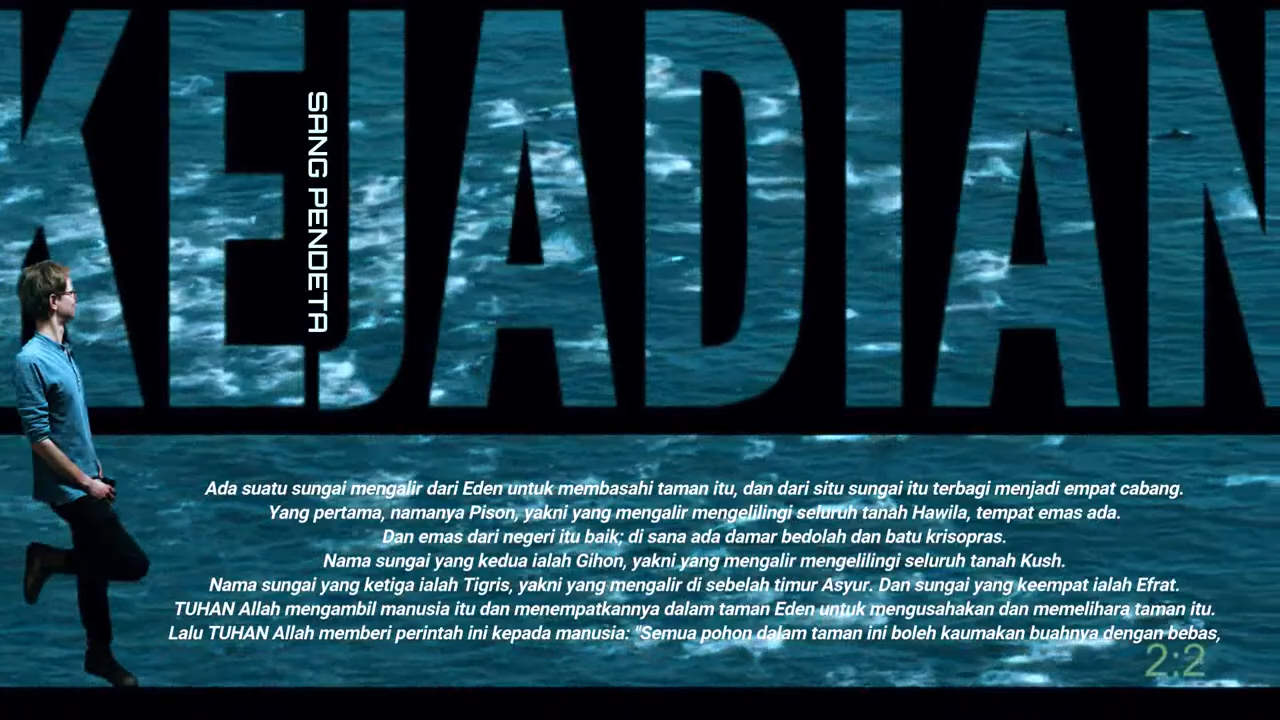 KEJADIAN
SANG PENDETA
Ada suatu sungai mengalir dari Eden untuk membasahi taman itu, dan dari situ sungai itu terbagi menjadi empat cabang.
Yang pertama, namanya Pison, yakni yang mengalir mengelilingi seluruh tanah Hawila, tempat emas ada.
Dan emas dari negeri itu baik; di sana ada damar bedolah dan batu krisopras.
Nama sungai yang kedua ialah Gihon, yakni yang mengalir mengelilingi seluruh tanah Kush.
Nama sungai yang ketiga ialah Tigris, yakni yang mengalir di sebelah timur Asyur. Dan sungai yang keempat ialah Efrat.
TUHAN Allah mengambil manusia itu dan menempatkannya dalam taman Eden untuk mengusahakan dan memelihara taman itu.
Lalu TUHAN Allah memberi perintah ini kepada manusia: "Semua pohon dalam taman ini boleh kaumakan buahnya dengan bebas,
2:2